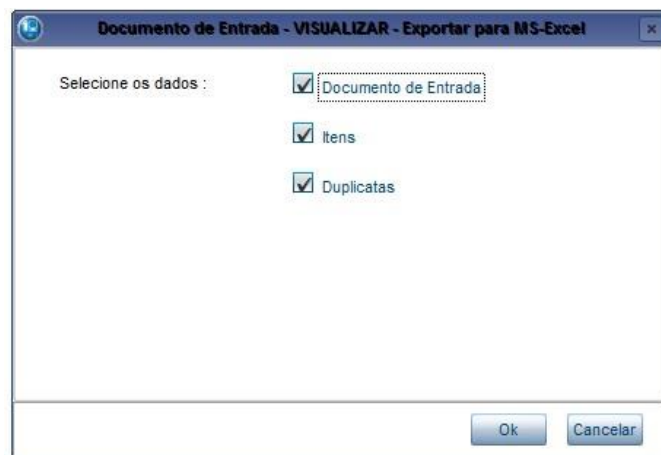 Documento de Entrada - VISUALIZAR - Exportar para MS-Excel
Selecione os dados :
Documento de Entrada
Itens
Duplicatas
Ok
Cancelar